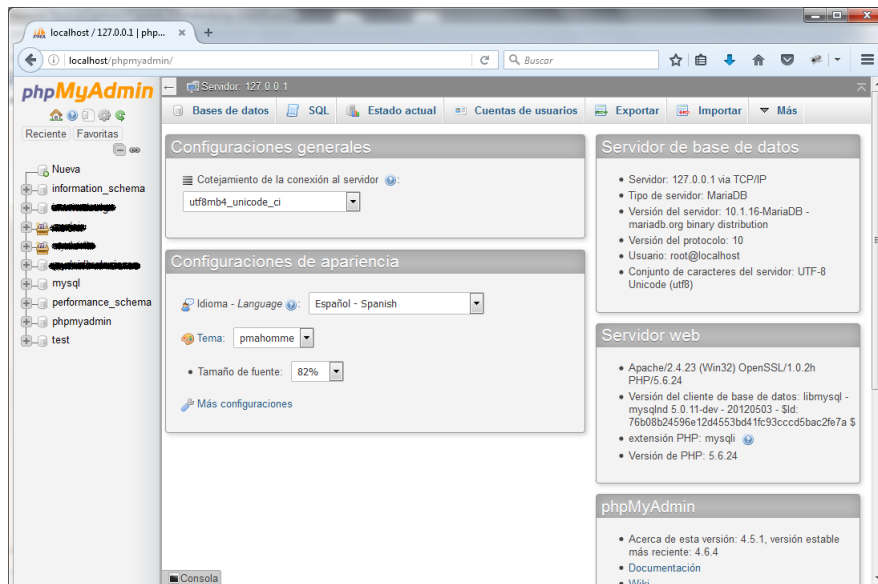 localhost / 127.0.0.1 | php...
localhost/phpmyadmin/
Buscar
phpMyAdmin
Reciente Favoritas
Nueva
information_schema
mysql
performance_schema
phpmyadmin
test
Servidor: 127.0.0.1
Bases de datos SQL Estado actual Cuentas de usuarios Exportar Importar Más
Configuraciones generales
Cotejamiento de la conexión al servidor :
utf8mb4_unicode_ci
Configuraciones de apariencia
Idioma - Language : Español - Spanish
Tema: pmahomme
Tamaño de fuente: 82%
Más configuraciones
Consola
Servidor de base de datos
Servidor: 127.0.0.1 via TCP/IP
Tipo de servidor: MariaDB
Versión del servidor: 10.1.16-MariaDB -
mariadb.org binary distribution
Versión del protocolo: 10
Usuario: root@localhost
Conjunto de caracteres del servidor: UTF-8
Unicode (utf8)
Servidor web
Apache/2.4.23 (Win32) OpenSSL/1.0.2h
PHP/5.6.24
Versión del cliente de base de datos: libmysql -
mysqlnd 5.0.11-dev - 20120503 - $Id:
76b08b24596e12d4553bd41fc93cccd5bac2fe7a $
extensión PHP: mysqli
Versión de PHP: 5.6.24
phpMyAdmin
Acerca de esta versión: 4.5.1, versión estable
más reciente: 4.6.4
Documentación
Wiki